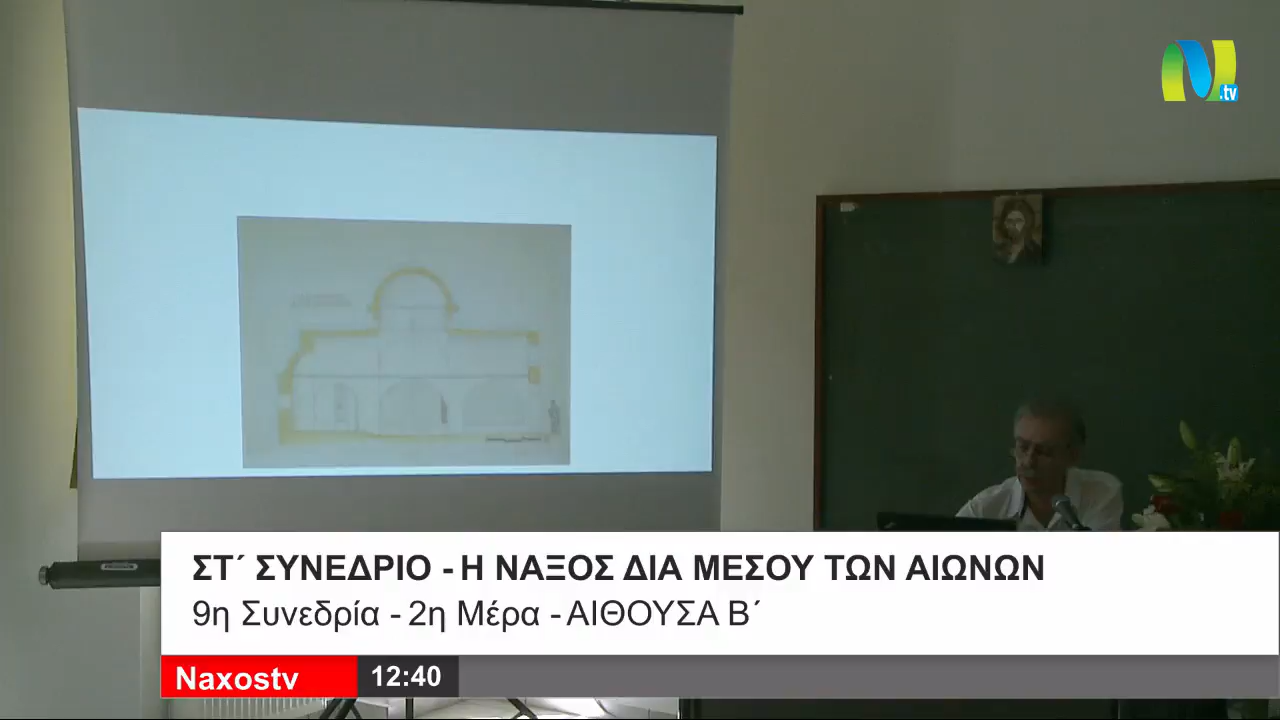 N.tv
ΣΤ΄ ΣΥΝΕΔΡΙΟ - Η ΝΑΞΟΣ ΔΙΑ ΜΕΣΟΥ ΤΩΝ ΑΙΩΝΩΝ
9η Συνεδρία - 2η Μέρα - ΑΙΘΟΥΣΑ Β΄
Naxostv 12:40